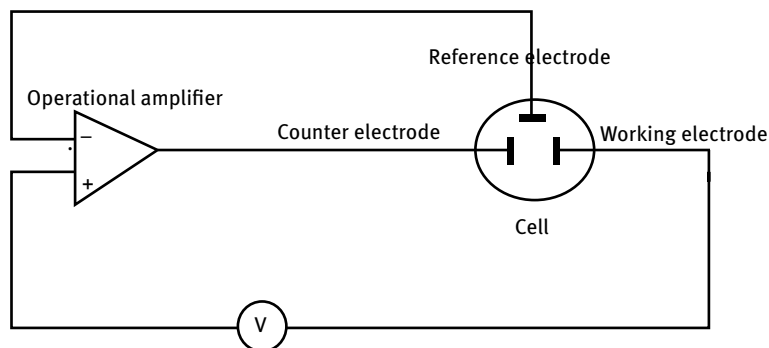 Reference electrode
Operational amplifier
Counter electrode
Working electrode
−
+
Cell
V